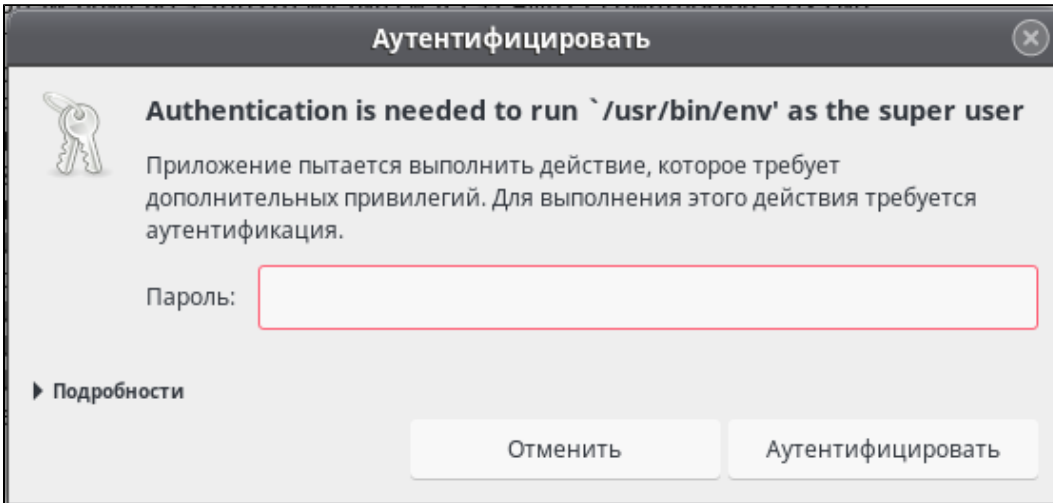 Аутентифицировать
Authentication is needed to run `/usr/bin/env' as the super user
Приложение пытается выполнить действие, которое требует
дополнительных привилегий. Для выполнения этого действия требуется
аутентификация.
Пароль:
Подробности
Отменить
Аутентифицировать